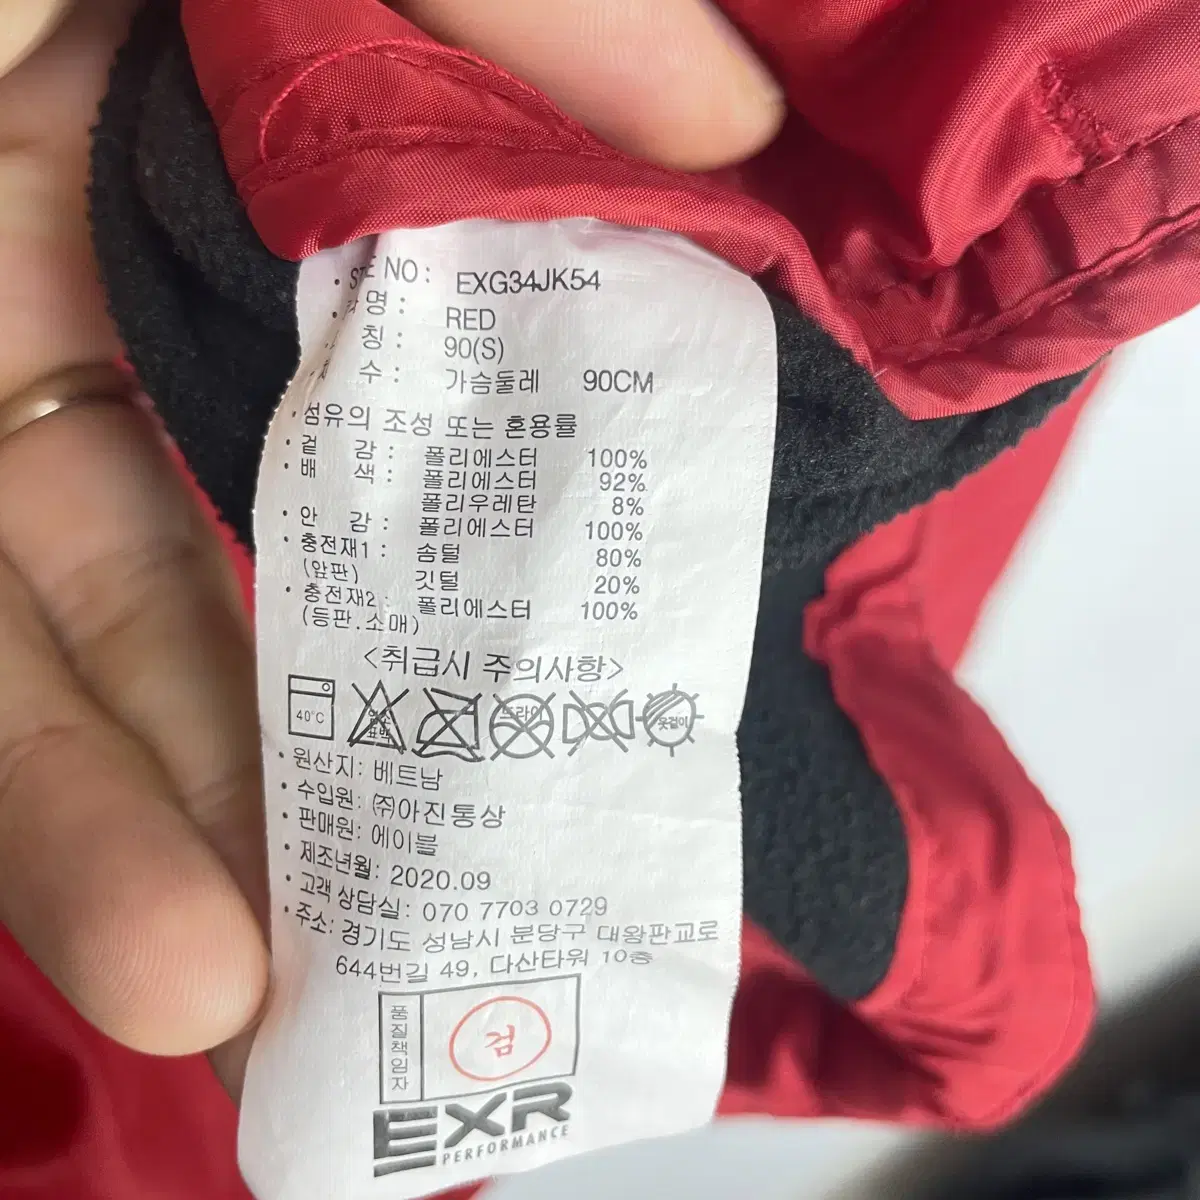 NO: EXG34JK54
명: RED
칭: 90(S)
수: 가슴둘레 90CM
· 섬유의 조성 또는 혼용률
· 겉 감: 폴리에스터 100%
· 배 색: 폴리에스터 92%
폴리우레탄 8%
· 안 감: 폴리에스터 100%
· 충전재1: 솜털 80%
(앞판) 깃털 20%
· 충전재2: 폴리에스터 100%
(등판.소매)
<취급시 주의사항>
40°C 염소 표백 드라이 옷걸이
· 원산지: 베트남
· 수입원: ㈜아진통상
· 판매원: 에이블
· 제조년월: 2020.09
· 고객 상담실: 070 7703 0729
· 주소: 경기도 성남시 분당구 대왕판교로
644번길 49, 다산타워 10층
품질책임자
검
EXR
PERFORMANCE